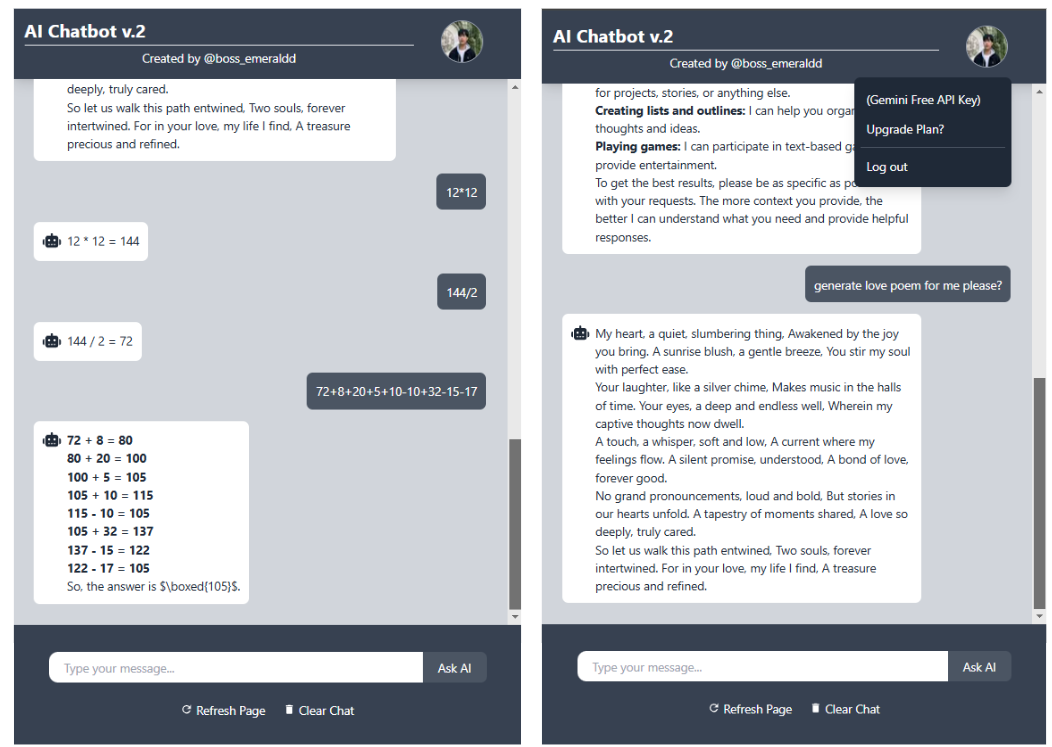 AI Chatbot v.2
Created by @boss_emeraldd
deeply, truly cared.
So let us walk this path entwined, Two souls, forever
intertwined. For in your love, my life I find, A treasure
precious and refined.
12*12
12 * 12 = 144
144/2
144 / 2 = 72
72+8+20+5+10-10+32-15-17
72 + 8 = 80
80 + 20 = 100
100 + 5 = 105
105 + 10 = 115
115 - 10 = 105
105 + 32 = 137
137 - 15 = 122
122 - 17 = 105
So, the answer is $\boxed{105}$.
Type your message...
Ask AI
Refresh Page
Clear Chat
AI Chatbot v.2
Created by @boss_emeraldd
(Gemini Free API Key)
Upgrade Plan?
Log out
for projects, stories, or anything else.
Creating lists and outlines: I can help you
thoughts and ideas.
Playing games: I can participate in text-based
provide entertainment.
To get the best results, please be as specific as
with your requests. The more context you provide, the
better I can understand what you need and provide helpful
responses.
generate love poem for me please?
My heart, a quiet, slumbering thing, Awakened by the joy
you bring. A sunrise blush, a gentle breeze, You stir my soul
with perfect ease.
Your laughter, like a silver chime, Makes music in the halls
of time. Your eyes, a deep and endless well, Wherein my
captive thoughts now dwell.
A touch, a whisper, soft and low, A current where my
feelings flow. A silent promise, understood, A bond of love,
forever good.
No grand pronouncements, loud and bold, But stories in
our hearts unfold. A tapestry of moments shared, A love so
deeply, truly cared.
So let us walk this path entwined, Two souls, forever
intertwined. For in your love, my life I find, A treasure
precious and refined.
Type your message...
Ask AI
Refresh Page
Clear Chat